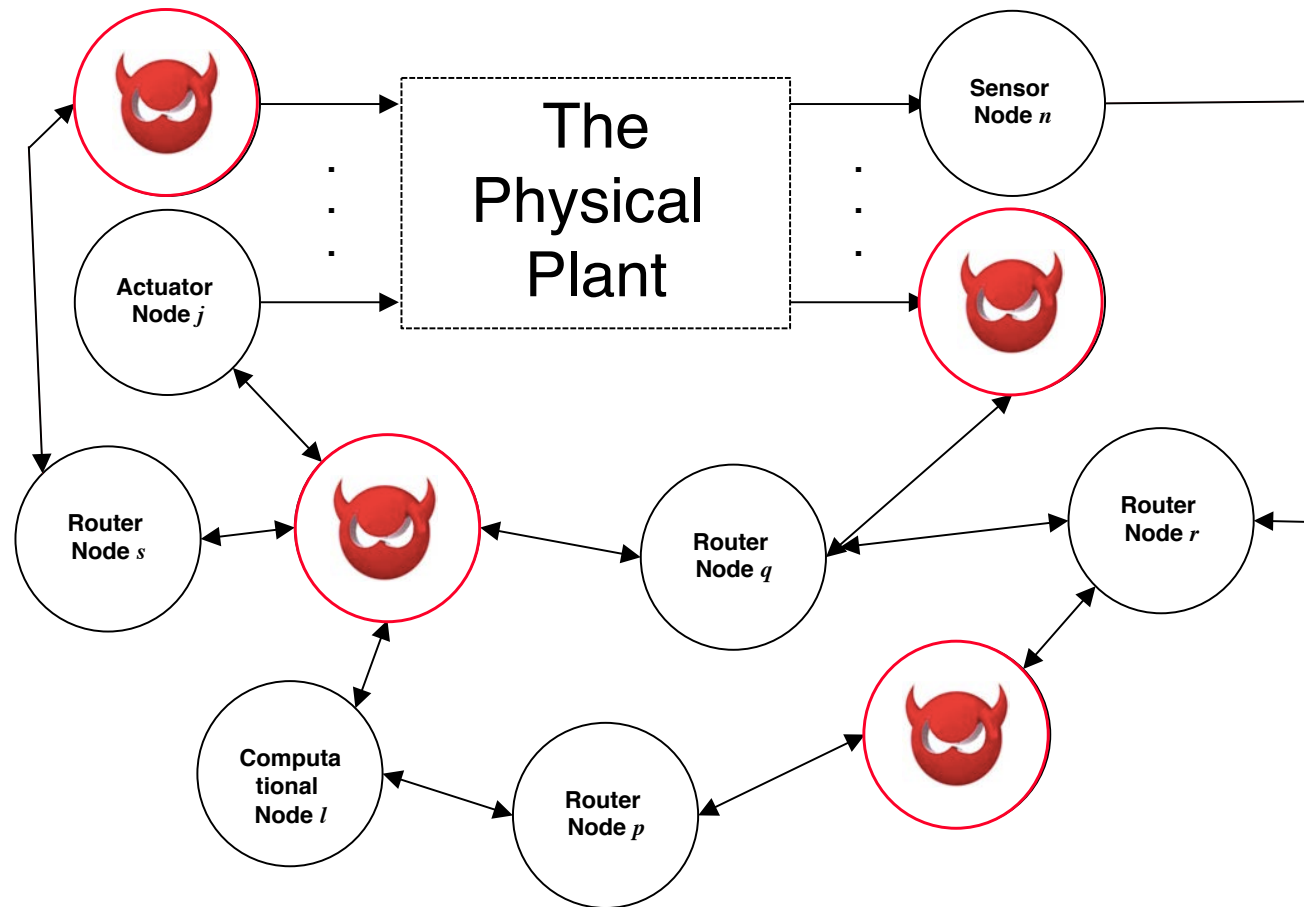 The
Physical
Plant
Sensor
Node n
Actuator
Node j
Router
Node s
Router
Node q
Router
Node r
Computa
tional
Node l
Router
Node p